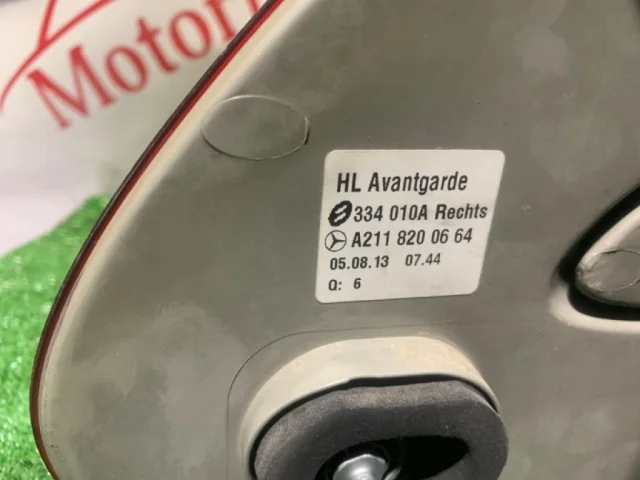 Motor
HL Avantgarde
334 010A Rechts
A211 820 06 64
05.08.13 07.44
Q: 6